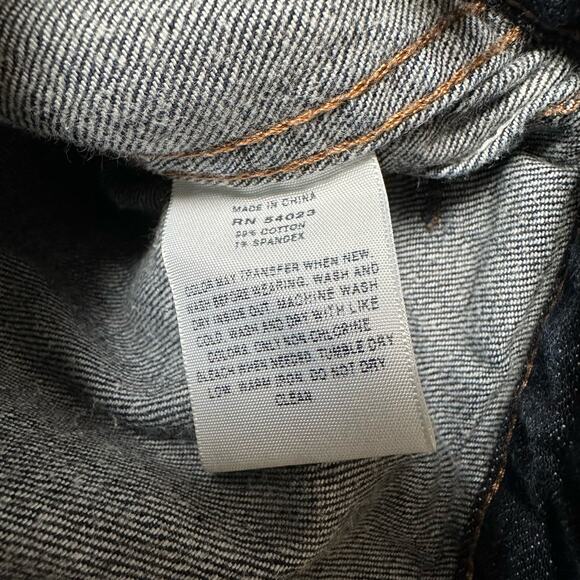 MADE IN CHINA
RN 54023
99% COTTON
1% SPANDEX
COLOR MAY TRANSFER WHEN NEW.
WASH BEFORE WEARING. WASH AND
DRY INSIDE OUT. MACHINE WASH
COLD. WASH AND DRY WITH LIKE
COLORS. ONLY NON CHLORINE
BLEACH WHEN NEEDED. TUMBLE DRY
LOW. WARM IRON. DO NOT DRY
CLEAN.